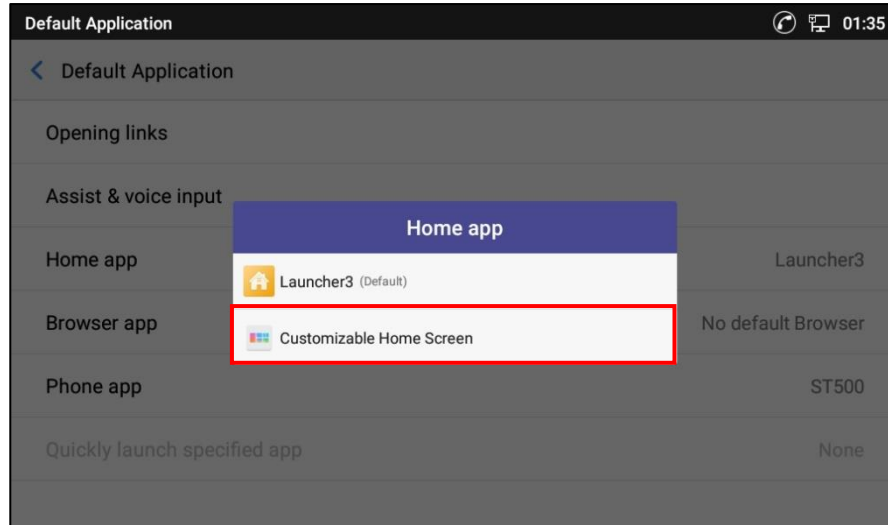 Default Application
01:35
Default Application
Opening links
Assist & voice input
Home app
Home app
Launcher3
Launcher3 (Default)
Browser app
No default Browser
Customizable Home Screen
Phone app
ST500
Quickly launch specified app
None